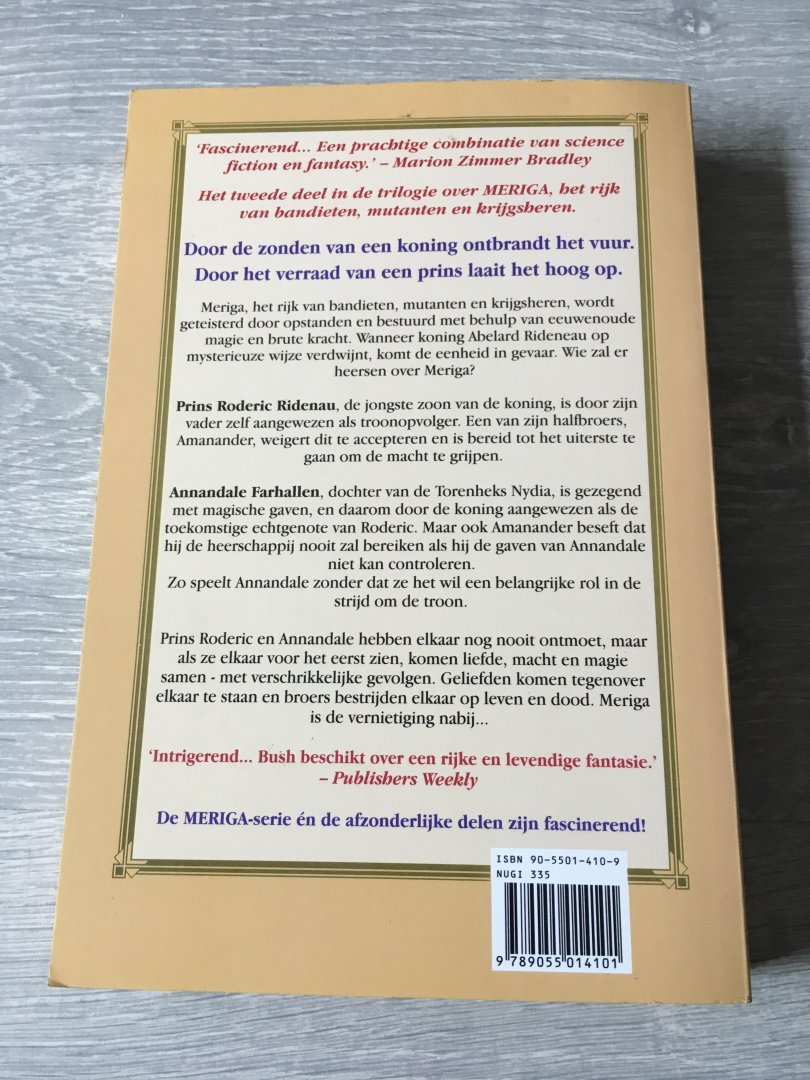 ‘Fascinerend... Een prachtige combinatie van science
fiction en fantasy.’ – Marion Zimmer Bradley
Het tweede deel in de trilogie over MERIGA, het rijk
van bandieten, mutanten en krijgsheren.
Door de zonden van een koning ontbrandt het vuur.
Door het verraad van een prins laait het hoog op.
Meriga, het rijk van bandieten, mutanten en krijgsheren, wordt
geteisterd door opstanden en bestuurd met behulp van eeuwenoude
magie en brute kracht. Wanneer koning Abelard Rideneau op
mysterieuze wijze verdwijnt, komt de eenheid in gevaar. Wie zal er
heersen over Meriga?
Prins Roderic Ridenau, de jongste zoon van de koning, is door zijn
vader zelf aangewezen als troonopvolger. Een van zijn halfbroers,
Amanander, weigert dit te accepteren en is bereid tot het uiterste te
gaan om de macht te grijpen.
Annandale Farhallen, dochter van de Torenheks Nydia, is gezegend
met magische gaven, en daarom door de koning aangewezen als de
toekomstige echtgenote van Roderic. Maar ook Amanander beseft dat
hij de heerschappij nooit zal bereiken als hij de gaven van Annandale
niet kan controleren.
Zo speelt Annandale zonder dat ze het wil een belangrijke rol in de
strijd om de troon.
Prins Roderic en Annandale hebben elkaar nog nooit ontmoet, maar
als ze elkaar voor het eerst zien, komen liefde, macht en magie
samen - met verschrikkelijke gevolgen. Geliefden komen tegenover
elkaar te staan en broers bestrijden elkaar op leven en dood. Meriga
is de vernietiging nabij...
‘Intrigerend... Bush beschikt over een rijke en levendige fantasie.’
– Publishers Weekly
De MERIGA-serie én de afzonderlijke delen zijn fascinerend!
ISBN 90-5501-410-9
NUGI 335
9 789055 014101